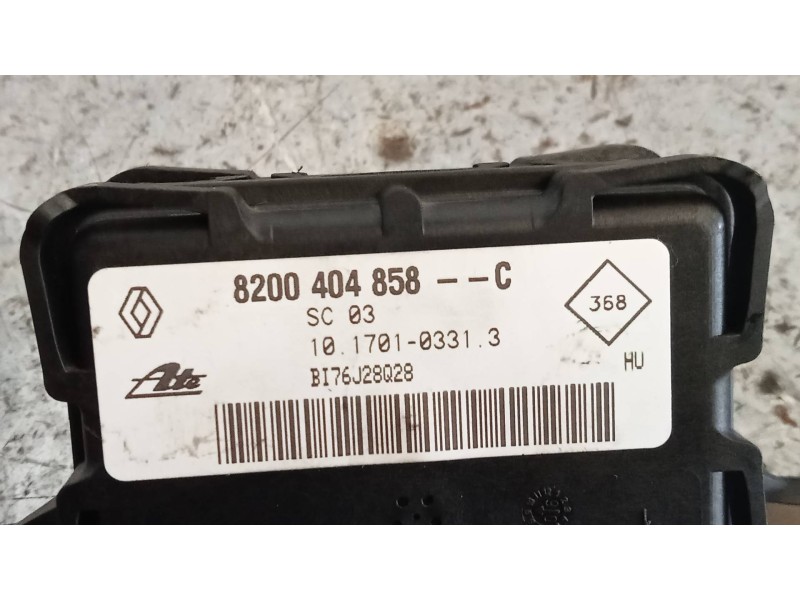 8200 404 858 --C
SC 03
368
10.1701-0331.3
Ate
BI76J28Q28
HU